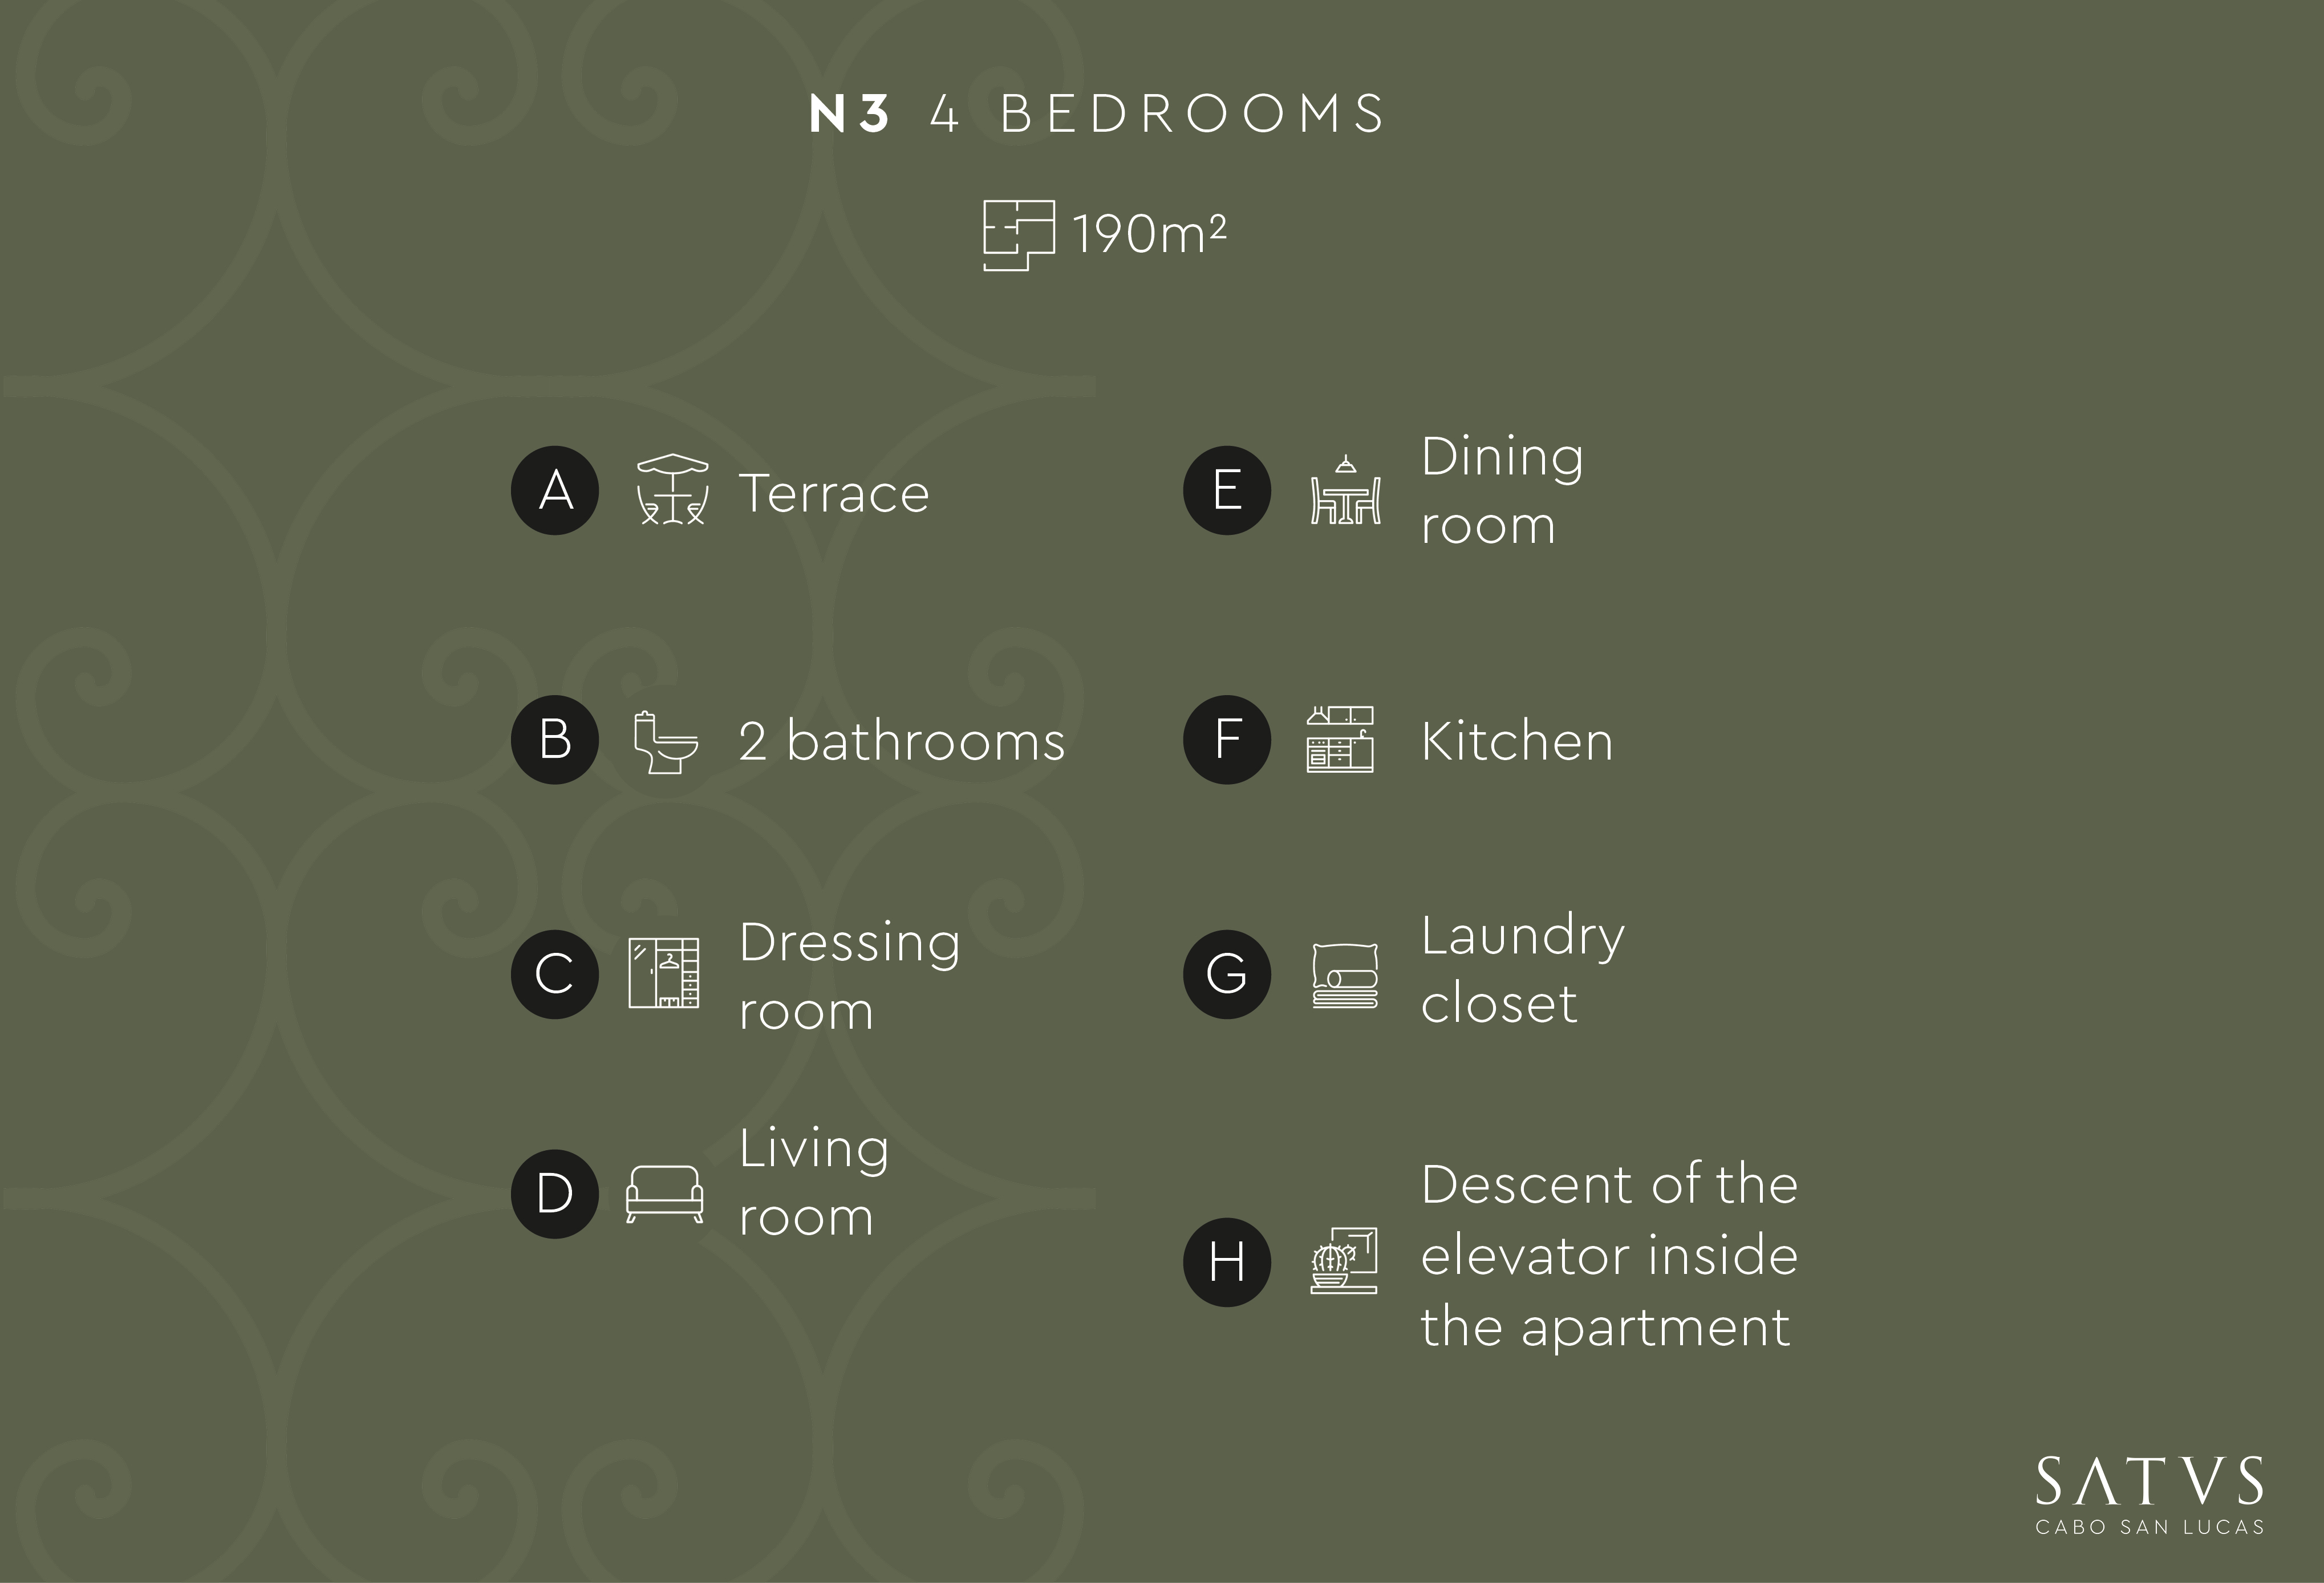 N3 4 BEDROOMS
190m²
A Terrace
B 2 bathrooms
C Dressing
room
D Living
room
E Dining
room
F Kitchen
G Laundry
closet
H Descent of the
elevator inside
the apartment
SATVS
CABO SAN LUCAS